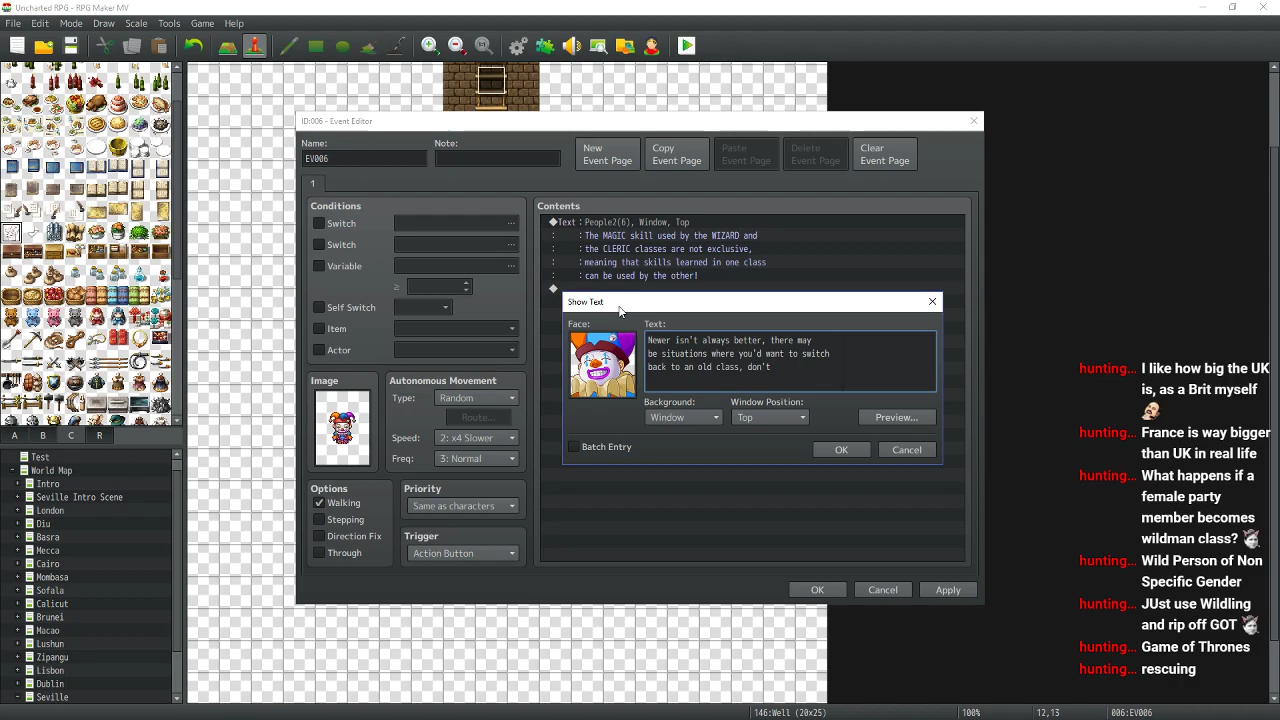 Uncharted RPG - RPG Maker MV
File Edit Mode Draw Scale Tools Game Help
ID:006 - Event Editor
Name:
Note:
EV006
New
Event Page
Copy
Event Page
Paste
Event Page
Delete
Event Page
Clear
Event Page
1
Conditions
Switch
Switch
Variable
≥
Self Switch
Item
Actor
Image
Autonomous Movement
Type: Random
Route...
Speed: 2: x4 Slower
Freq: 3: Normal
Options
Walking
Stepping
Direction Fix
Through
Priority
Same as characters
Trigger
Action Button
Contents
◆Text : People2(6), Window, Top
: : The MAGIC skill used by the WIZARD and
: : the CLERIC classes are not exclusive,
: : meaning that skills learned in one class
: : can be used by the other!
◆
Show Text
Face:
Text:
Newer isn't always better, there may
be situations where you'd want to switch
back to an old class, don't
Background:
Window
Window Position:
Top
Preview...
Batch Entry
OK
Cancel
OK
Cancel
Apply
A B C R
Test
World Map
Intro
Seville Intro Scene
London
Diu
Basra
Mecca
Cairo
Mombasa
Sofala
Calicut
Brunei
Macao
Lushun
Zipangu
Lisbon
Dublin
Seville
hunting... I like how big the UK
is, as a Brit myself
hunting... France is way bigger
than UK in real life
hunting... What happens if a
female party
member becomes
wildman class?
hunting... Wild Person of Non
Specific Gender
hunting... JUst use Wildling
and rip off GOT
hunting... Game of Thrones
hunting... rescuing
146:Well (20x25)
100%
12,13
006:EV006